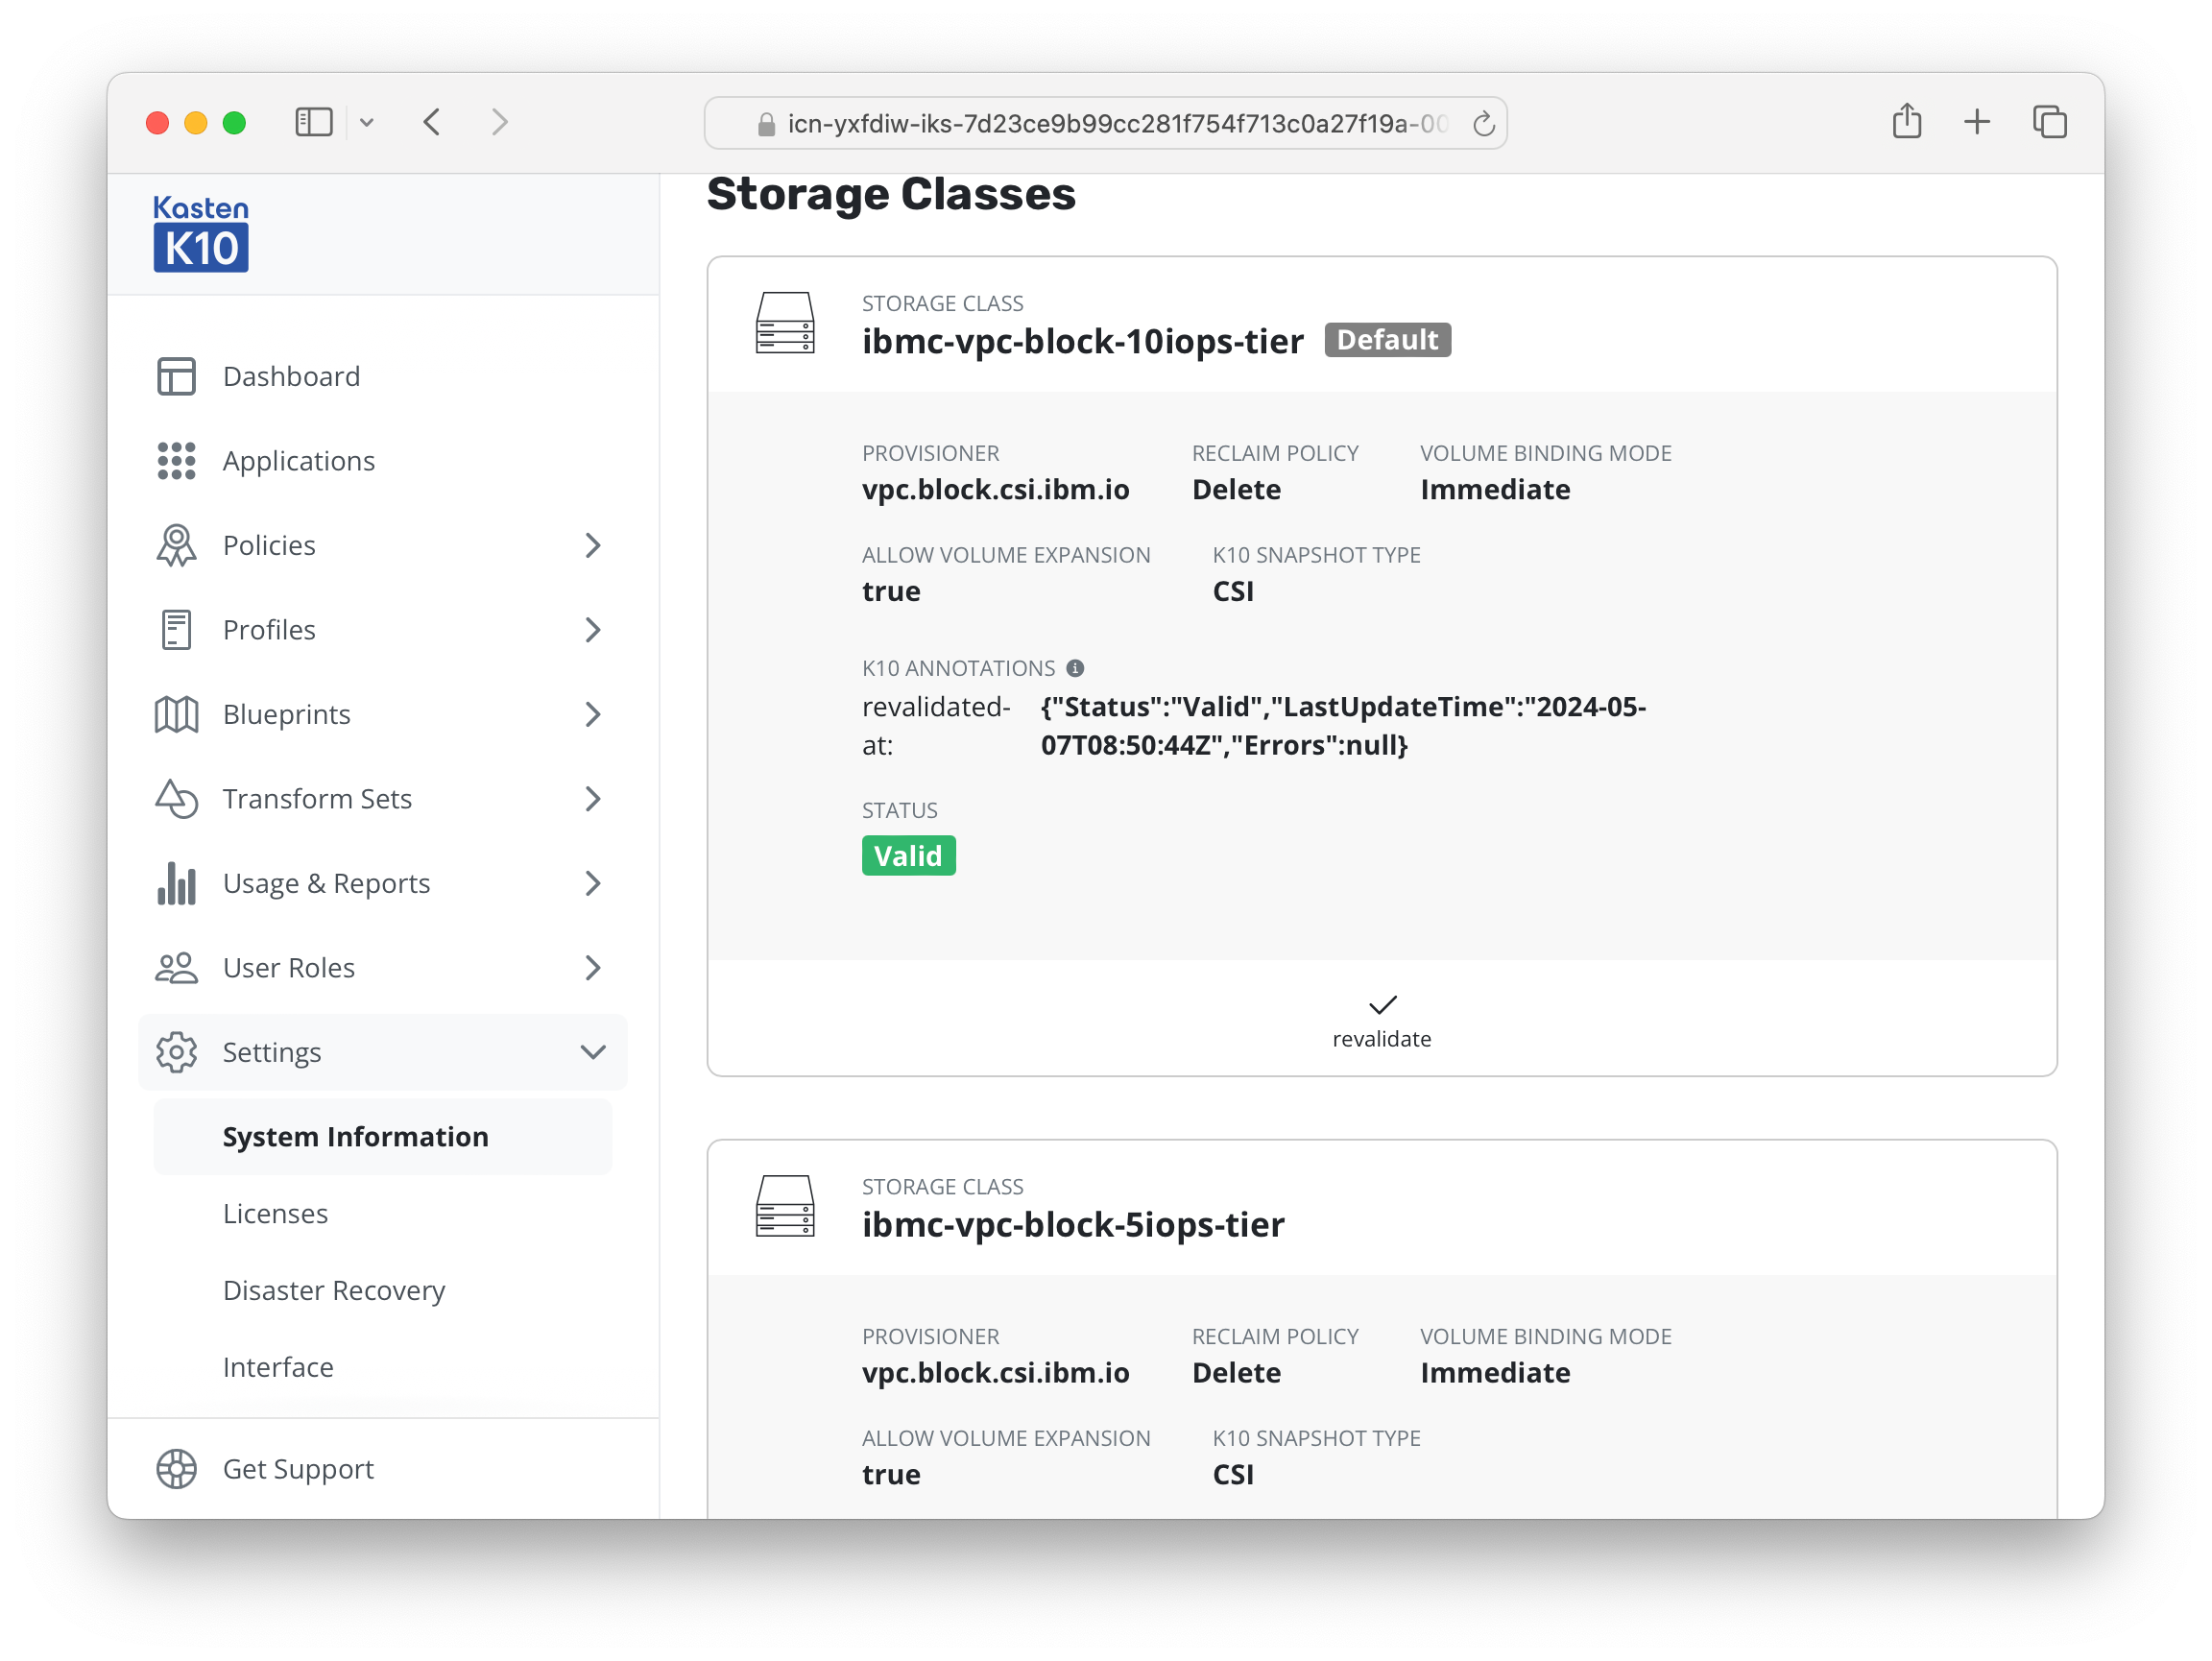 icn-yxfdiw-iks-7d23ce9b99cc281f754f713c0a27f19a-00
Kasten
K10
Dashboard
Applications
Policies
Profiles
Blueprints
Transform Sets
Usage & Reports
User Roles
Settings
System Information
Licenses
Disaster Recovery
Interface
Get Support
Storage Classes
STORAGE CLASS
ibmc-vpc-block-10iops-tier Default
PROVISIONER RECLAIM POLICY VOLUME BINDING MODE
vpc.block.csi.ibm.io Delete Immediate
ALLOW VOLUME EXPANSION K10 SNAPSHOT TYPE
true CSI
K10 ANNOTATIONS
revalidated- {"Status":"Valid","LastUpdateTime":"2024-05-
at: 07T08:50:44Z","Errors":null}
STATUS
Valid
revalidate
STORAGE CLASS
ibmc-vpc-block-5iops-tier
PROVISIONER RECLAIM POLICY VOLUME BINDING MODE
vpc.block.csi.ibm.io Delete Immediate
ALLOW VOLUME EXPANSION K10 SNAPSHOT TYPE
true CSI